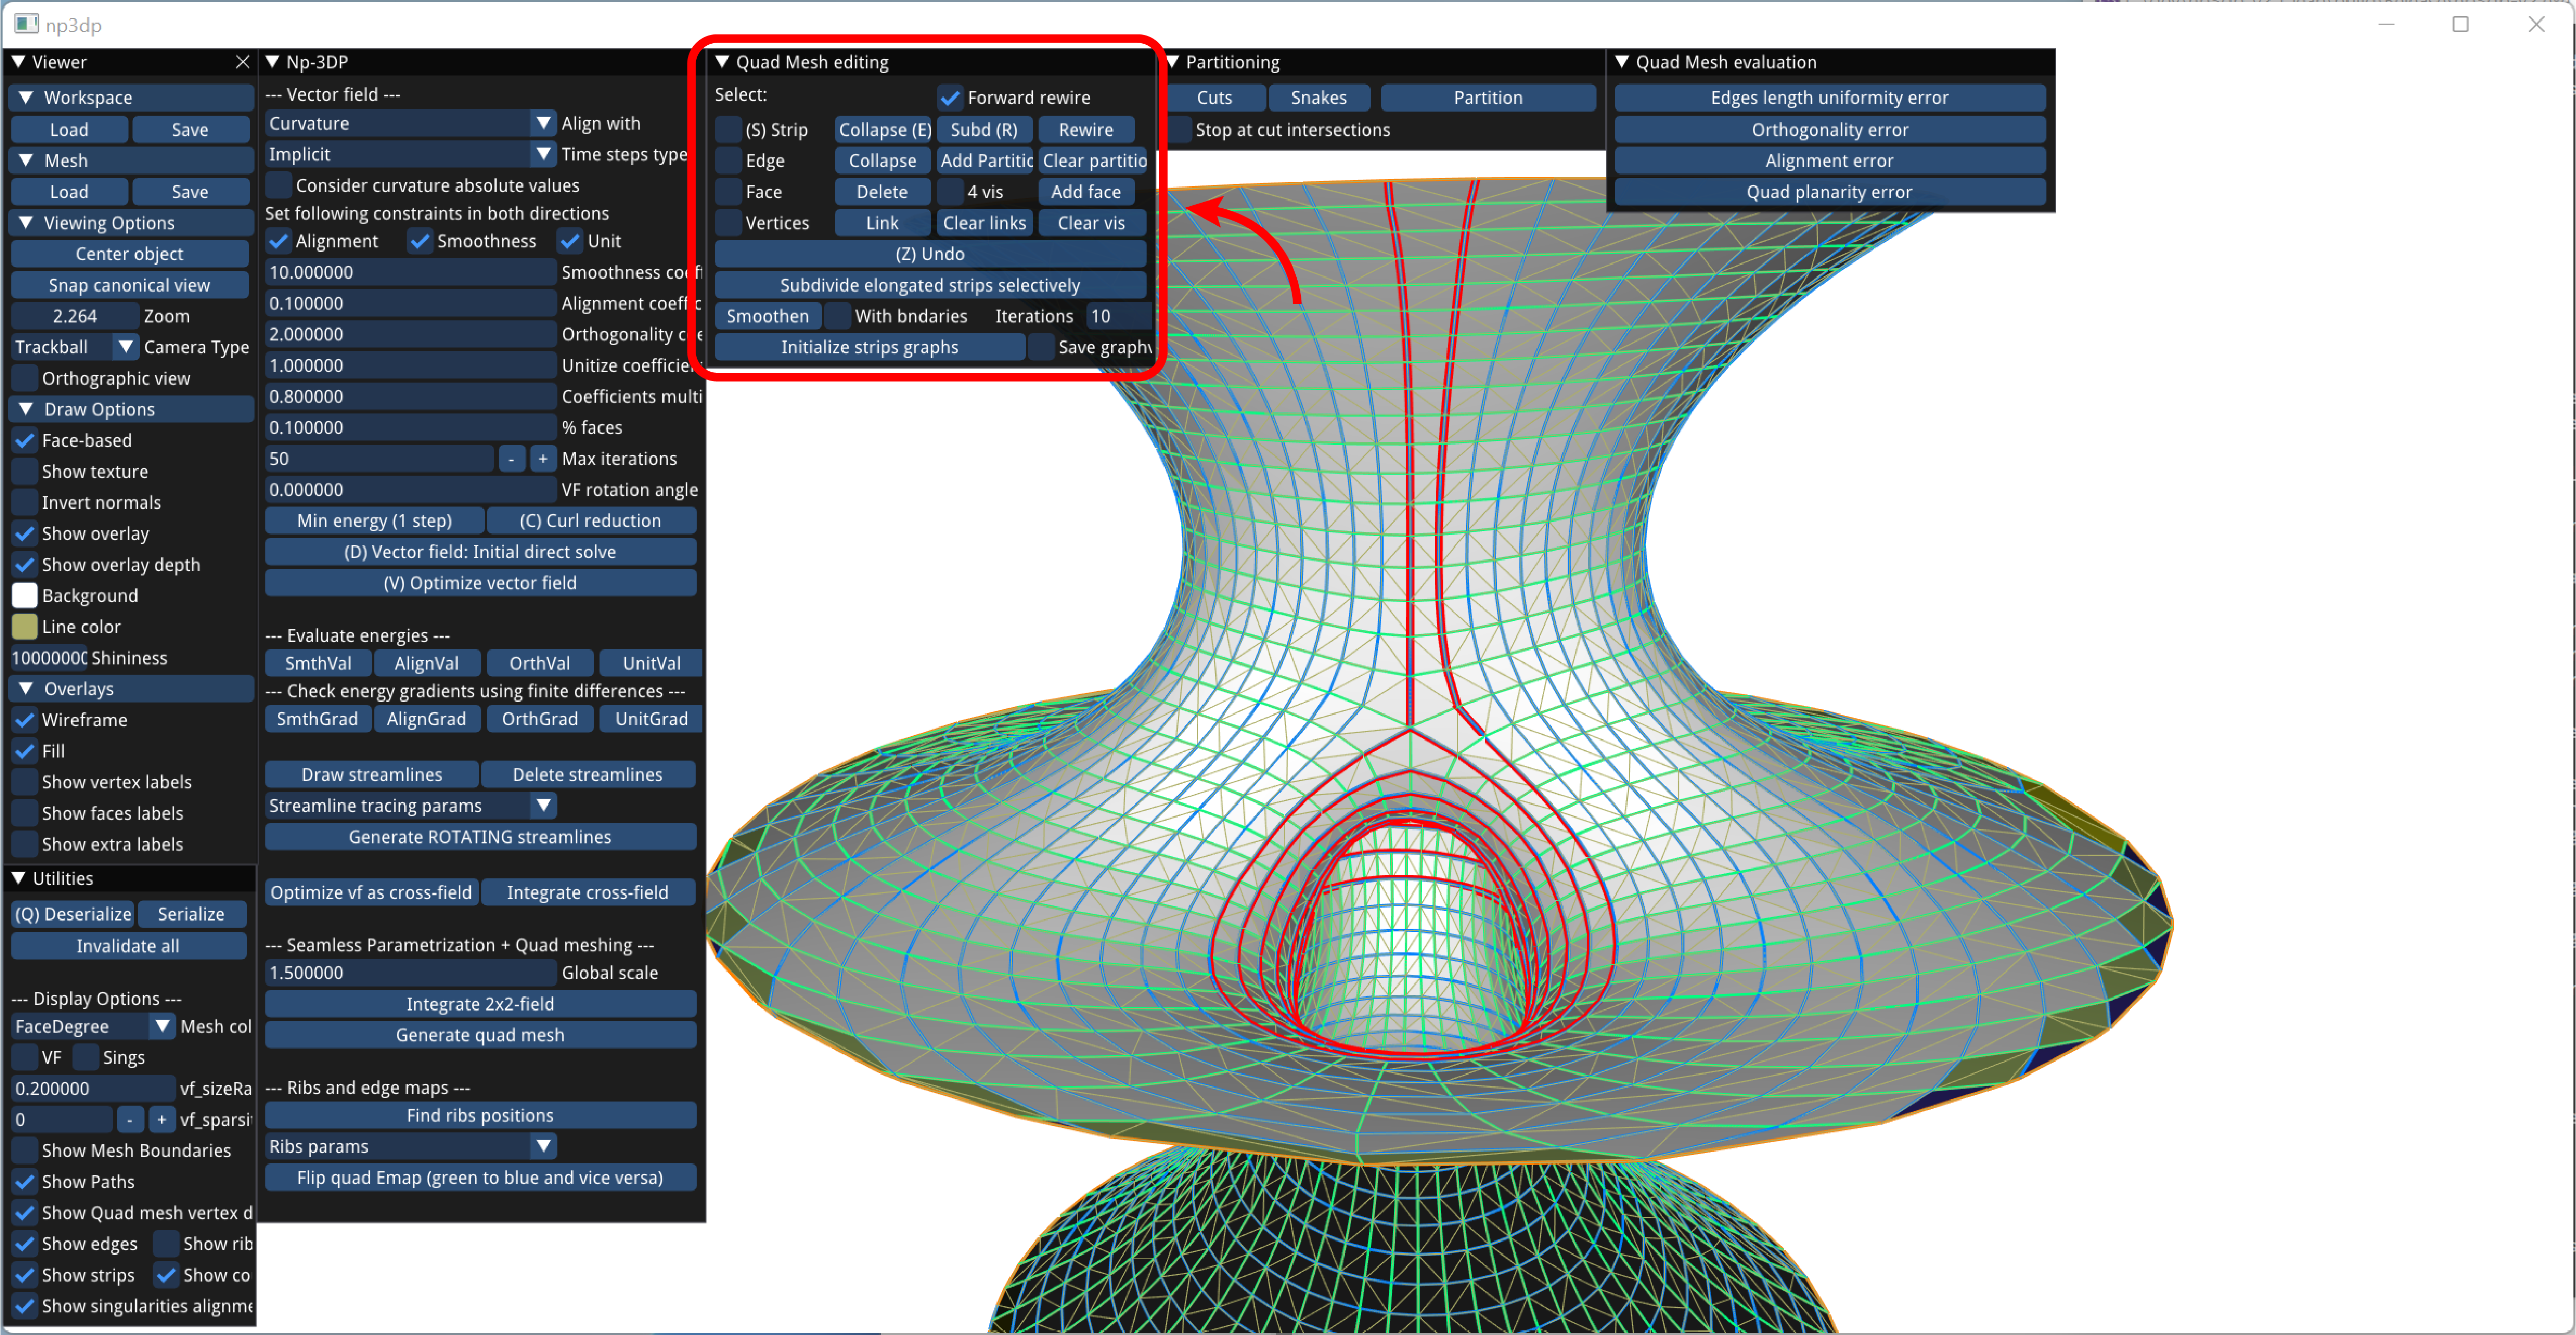 np3dp
Viewer
Workspace
Load Save
Mesh
Load Save
Viewing Options
Center object
Snap canonical view
2.264 Zoom
Trackball Camera Type
Orthographic view
Draw Options
Face-based
Show texture
Invert normals
Show overlay
Show overlay depth
Background
Line color
Shininess
Overlays
Wireframe
Fill
Show vertex labels
Show faces labels
Show extra labels
Utilities
(Q) Deserialize Serialize
Invalidate all
--- Display Options ---
FaceDegree Mesh col
VF Sings
0.200000 vf_sizeRa
0 - + vf_sparsi
Show Mesh Boundaries
Show Paths
Show Quad mesh vertex d
Show edges Show rib
Show strips Show co
Show singularities alignme
Np-3DP
--- Vector field ---
Curvature Align with
Implicit Time steps type
Consider curvature absolute values
Set following constraints in both directions
Alignment Smoothness Unit
10.000000 Smoothness coef
0.100000 Alignment coeffic
2.000000 Orthogonality coe
1.000000 Unitize coefficien
0.800000 Coefficients multi
0.100000 % faces
50 - + Max iterations
0.000000 VF rotation angle
Min energy (1 step) (C) Curl reduction
(D) Vector field: Initial direct solve
(V) Optimize vector field
--- Evaluate energies ---
SmthVal AlignVal OrthVal UnitVal
--- Check energy gradients using finite differences ---
SmthGrad AlignGrad OrthGrad UnitGrad
Draw streamlines Delete streamlines
Streamline tracing params
Generate ROTATING streamlines
Optimize vf as cross-field Integrate cross-field
--- Seamless Parametrization + Quad meshing ---
1.500000 Global scale
Integrate 2x2-field
Generate quad mesh
--- Ribs and edge maps ---
Find ribs positions
Ribs params
Flip quad Emap (green to blue and vice versa)
Quad Mesh editing
Select: Forward rewire
(S) Strip Collapse (E) Subd (R) Rewire
Edge Collapse Add Partitio Clear partitio
Face Delete 4 vis Add face
Vertices Link Clear links Clear vis
(Z) Undo
Subdivide elongated strips selectively
Smoothen With bndaries Iterations 10
Initialize strips graphs Save graphv
Partitioning
Cuts Snakes Partition
Stop at cut intersections
Quad Mesh evaluation
Edges length uniformity error
Orthogonality error
Alignment error
Quad planarity error